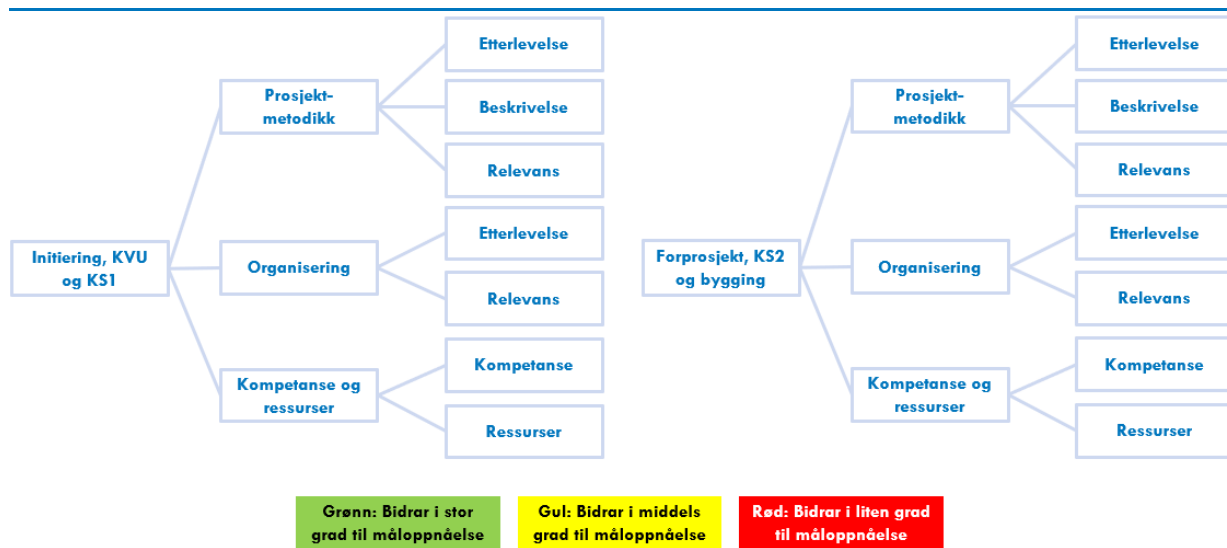 Initiering, KVU
og KS1
Prosjekt-
metodikk
Etterlevelse
Beskrivelse
Relevans
Organisering
Etterlevelse
Relevans
Kompetanse og
ressurser
Kompetanse
Ressurser
Forprosjekt, KS2
og bygging
Prosjekt-
metodikk
Etterlevelse
Beskrivelse
Relevans
Organisering
Etterlevelse
Relevans
Kompetanse og
ressurser
Kompetanse
Ressurser
Grønn: Bidrar i stor
grad til måloppnåelse
Gul: Bidrar i middels
grad til måloppnåelse
Rød: Bidrar i liten grad
til måloppnåelse